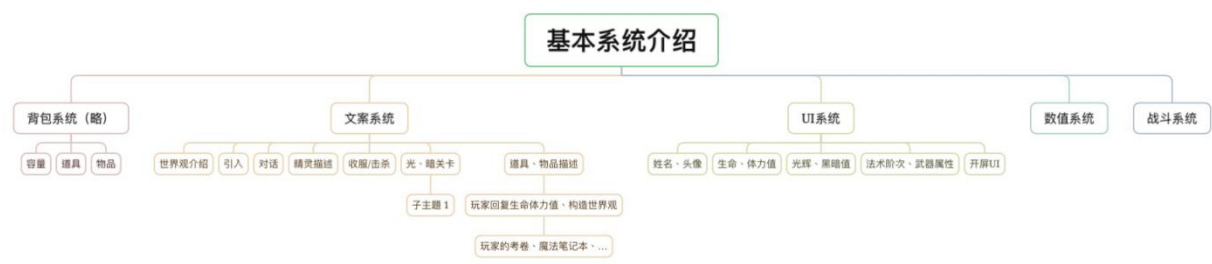 基本系统介绍
背包系统（略）
文案系统
UI系统
数值系统
战斗系统
容量
道具
物品
世界观介绍
引入
对话
精灵描述
收服/击杀
光、暗关卡
道具、物品描述
姓名、头像
生命、体力值
光辉、黑暗值
法术阶次、武器属性
开屏UI
子主题 1
玩家回复生命体力值、构造世界观
玩家的考卷、魔法笔记本、...